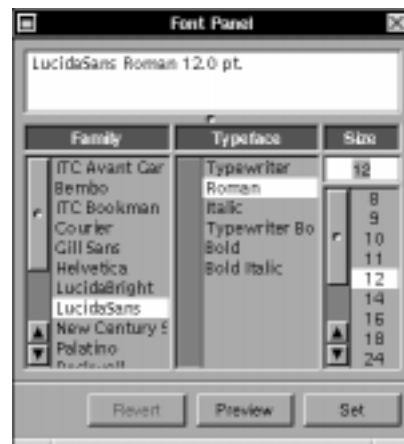 Font Panel
LucidaSans Roman 12.0 pt.
Family
Typeface
Size
ITC Avant Gar
Bembo
ITC Bookman
Courier
Gill Sans
Helvetica
LucidaBright
LucidaSans
New Century S
Palatino
Rockwell
Typewriter
Roman
Italic
Typewriter Bo
Bold
Bold Italic
12
8
9
10
11
12
14
16
18
24
Revert
Preview
Set